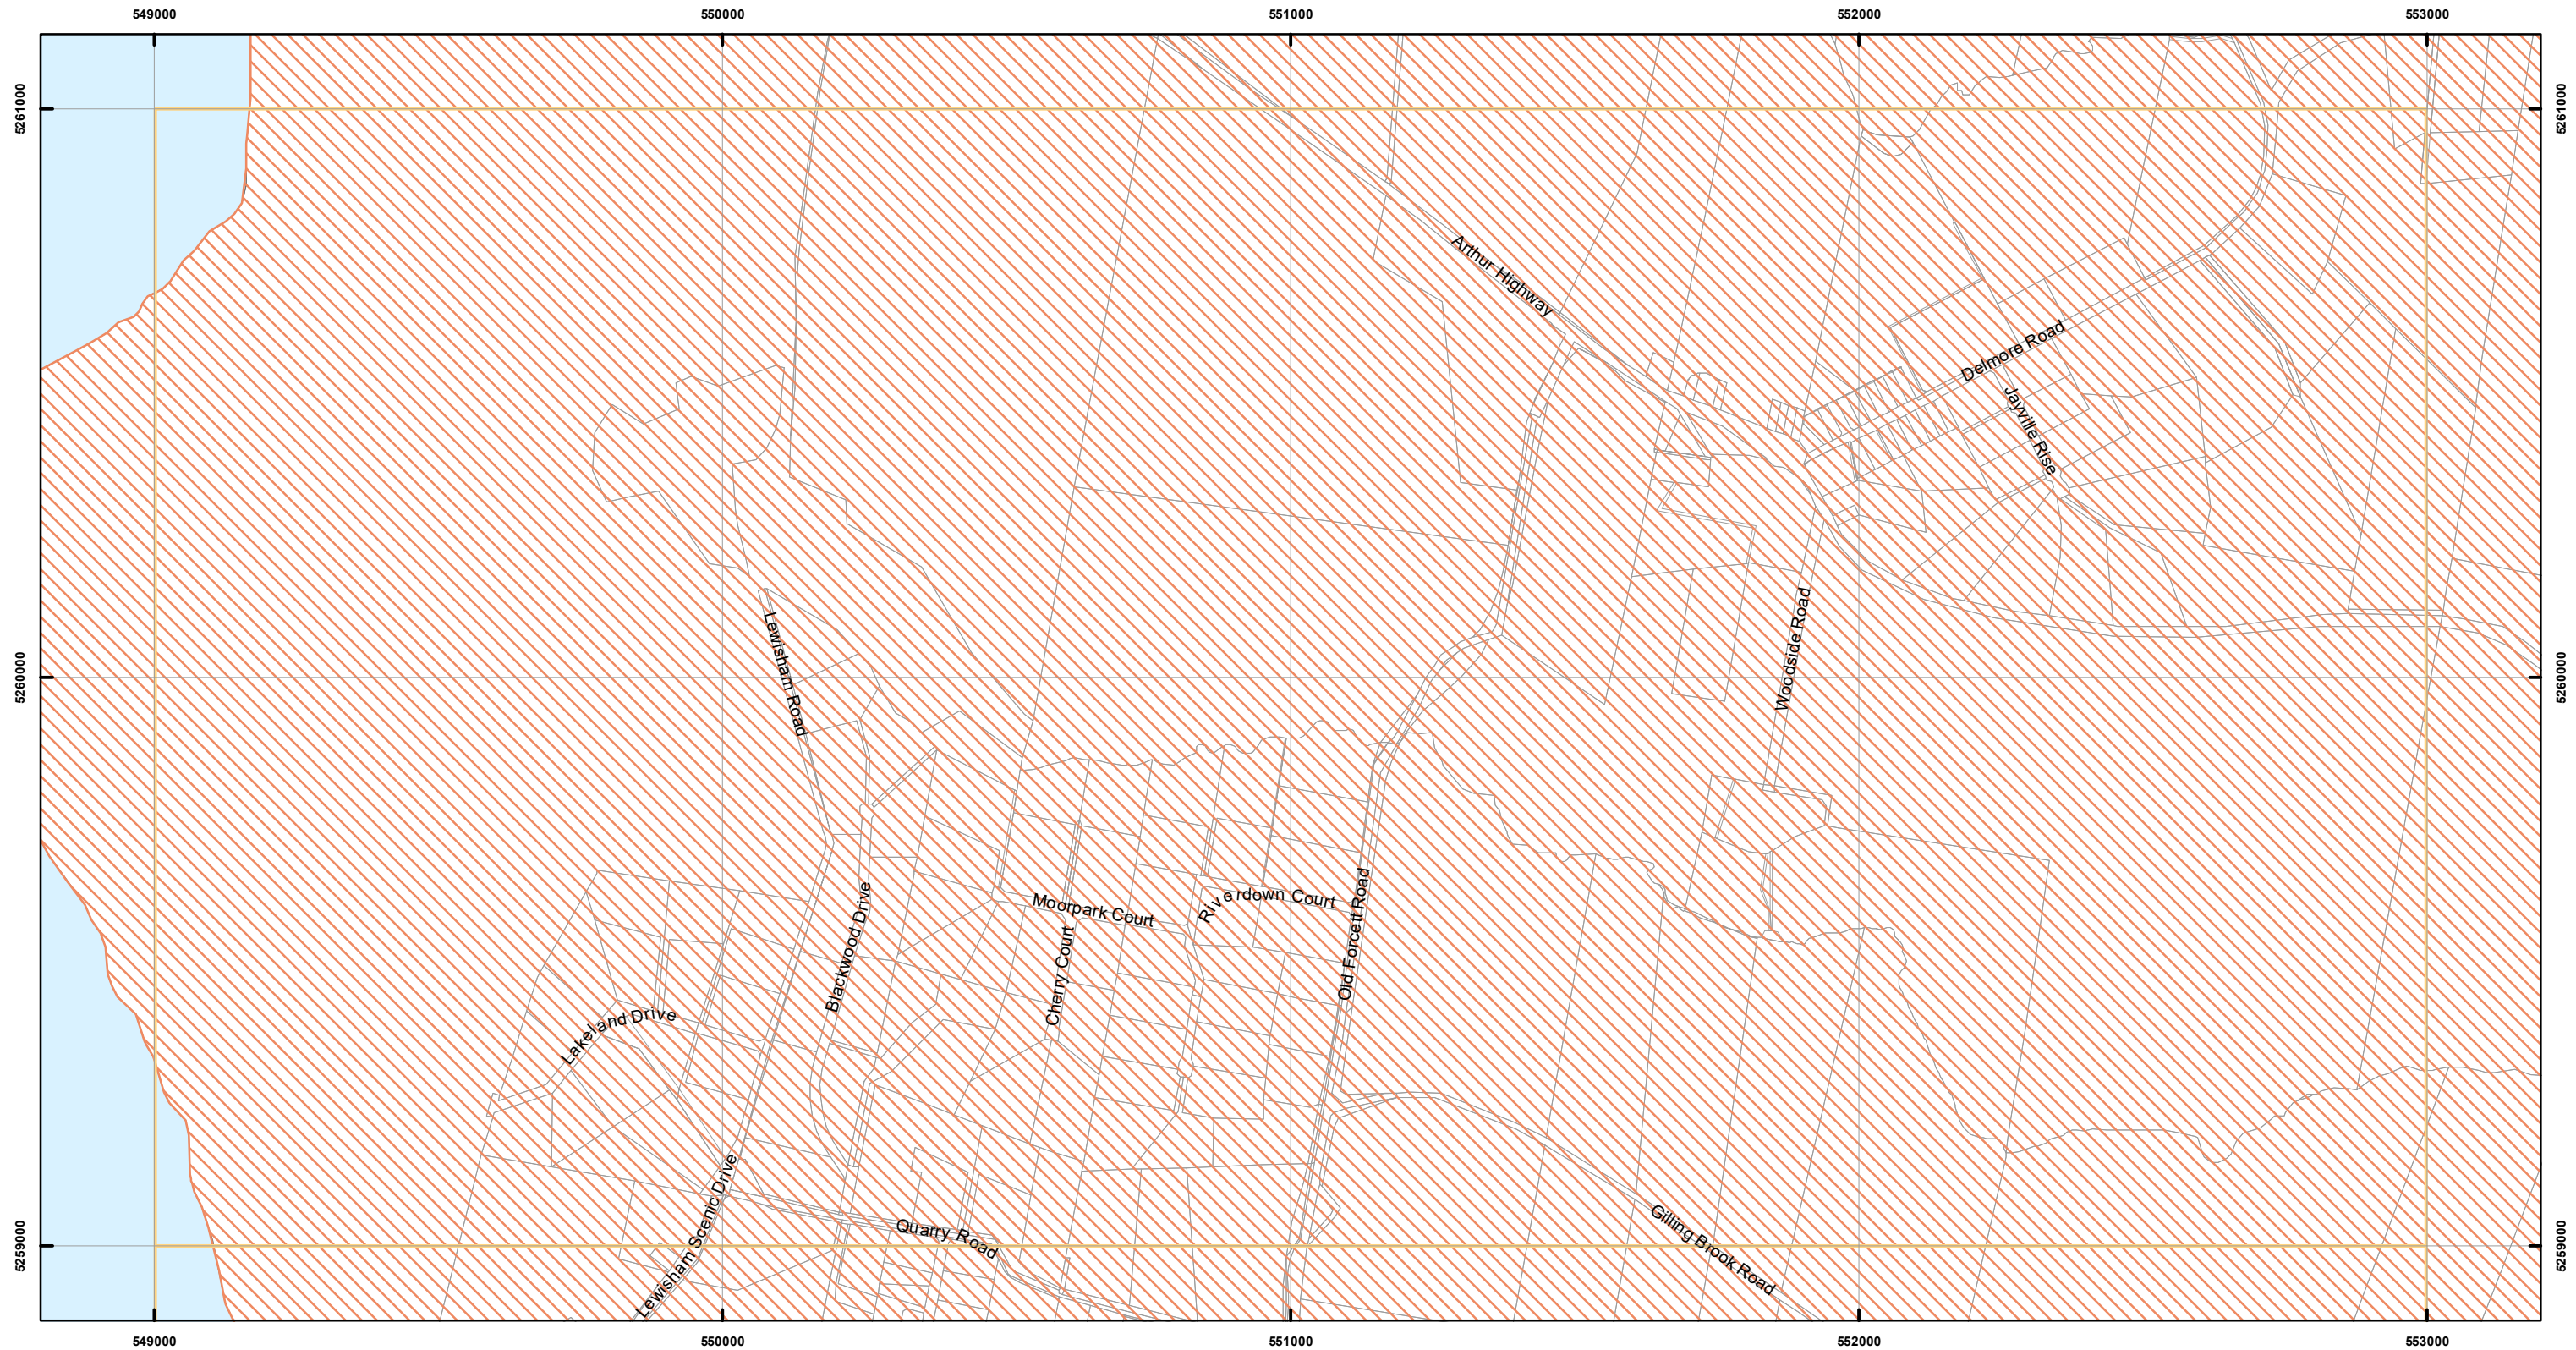 549000 550000 551000 552000 553000
5261000 5261000
Arthur Highway
Delmore Road
Jayville Rise
Lewisham Road
Woodside Road
5260000 5260000
Moorpark Court
Riverdown Court
Old Forcett Road
Blackwood Drive
Cherry Court
Lakeland Drive
Lewisham Scenic Drive
Quarry Road
Gilling Brook Road
5259000 5259000
549000 550000 551000 552000 553000